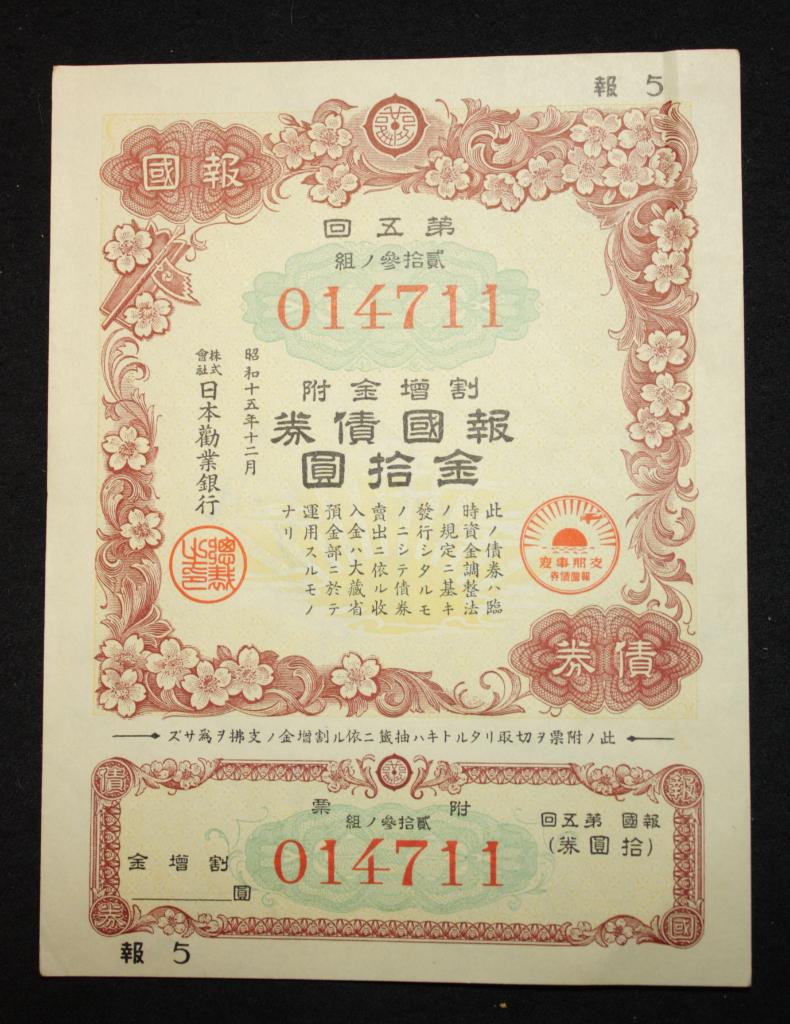 報 5
報國
第五回
貳拾參ノ組
014711
割增金附
報國債券
金拾圓
此ノ債券ハ臨
時資金調整法
ノ規定ニ基キ
發行シタルモ
ノニシテ債券
賣出ニ依ル收
入金ハ大藏省
預金部ニ於テ
運用スルモノ
ナリ
昭和十五年十二月
株式會社日本勸業銀行
支那事變
報國債券
債券
此ノ附票ヲ切取リタルトキハ抽籤ニ依ル割增金ノ支拂ヲ爲サズ
報國債券
報國 第五回
(拾圓券)
附票
貳拾參ノ組
014711
割增金
圓
報 5